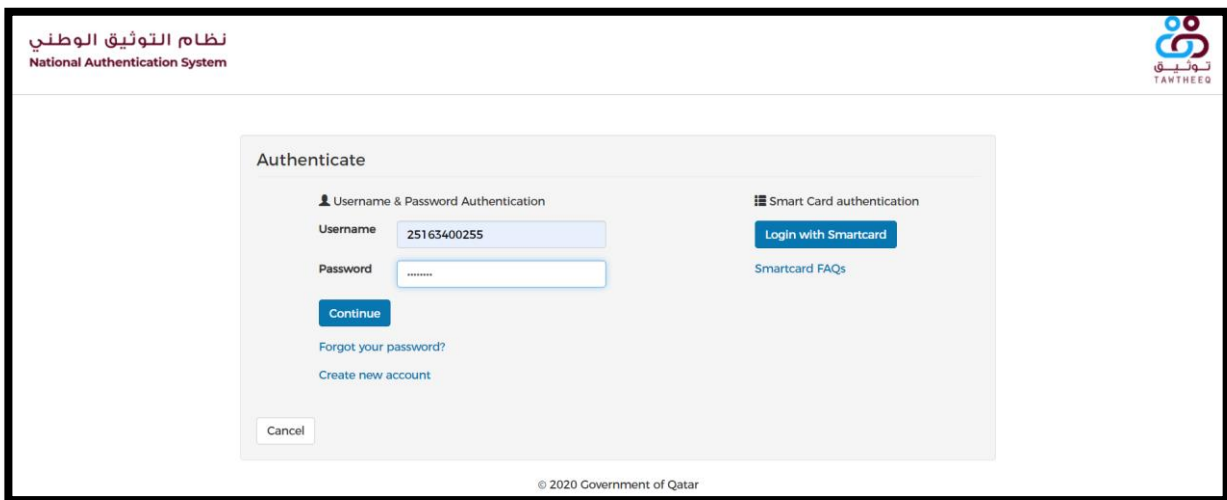 نظام التوثيق الوطني
National Authentication System
توثيق
TAWTHEEQ
Authenticate
Username & Password Authentication
Username 25163400255
Password ········
Continue
Forgot your password?
Create new account
Smart Card authentication
Login with Smartcard
Smartcard FAQs
Cancel
© 2020 Government of Qatar